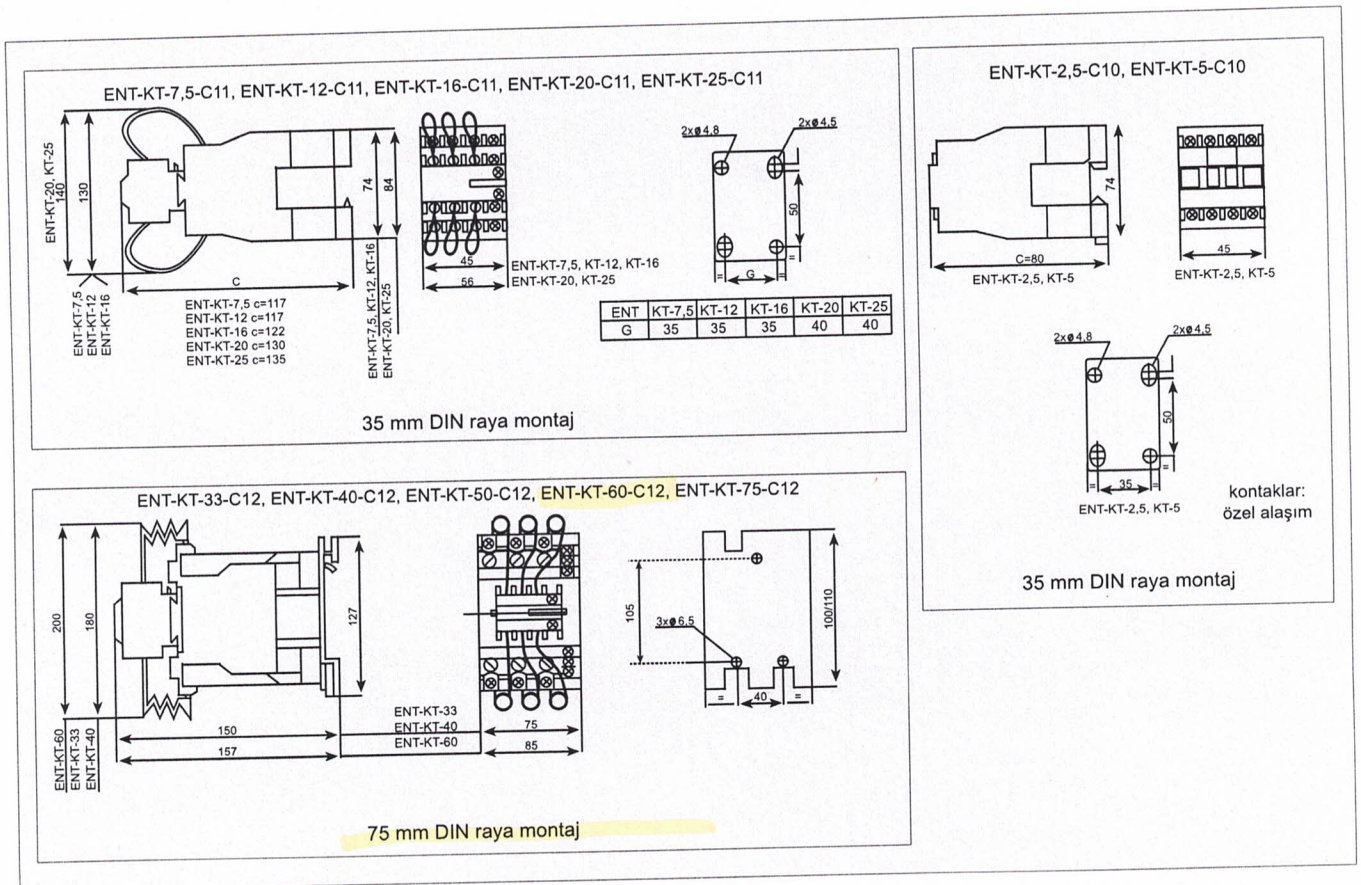 ENT-KT-7,5-C11, ENT-KT-12-C11, ENT-KT-16-C11, ENT-KT-20-C11, ENT-KT-25-C11
ENT-KT-20, KT-25
140
130
ENT-KT-7,5
ENT-KT-12
ENT-KT-16
C
ENT-KT-7,5 c=117
ENT-KT-12 c=117
ENT-KT-16 c=122
ENT-KT-20 c=130
ENT-KT-25 c=135
74
84
ENT-KT-7,5, KT-12, KT-16
ENT-KT-20, KT-25
45
56
ENT-KT-7,5, KT-12, KT-16
ENT-KT-20, KT-25
2xø4,8
2xø4,5
50
= G =
ENT KT-7,5 KT-12 KT-16 KT-20 KT-25
G 35 35 35 40 40
35 mm DIN raya montaj
ENT-KT-2,5-C10, ENT-KT-5-C10
74
C=80
ENT-KT-2,5, KT-5
45
ENT-KT-2,5, KT-5
2xø4,8
2xø4,5
50
= 35 =
ENT-KT-2,5, KT-5
kontaklar:
özel alaşım
35 mm DIN raya montaj
ENT-KT-33-C12, ENT-KT-40-C12, ENT-KT-50-C12, ENT-KT-60-C12, ENT-KT-75-C12
200
180
127
ENT-KT-60
ENT-KT-33
ENT-KT-40
150
157
ENT-KT-33
ENT-KT-40
ENT-KT-60
75
85
105
3xø6,5
100/110
= 40 =
75 mm DIN raya montaj